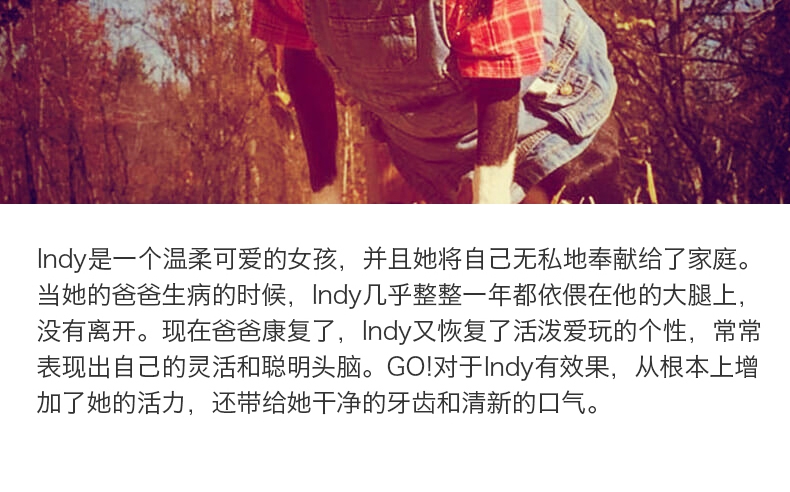 Indy是一个温柔可爱的女孩，并且她将自己无私地奉献给了家庭。
当她的爸爸生病的时候，Indy几乎整整一年都依偎在他的大腿上，
没有离开。现在爸爸康复了，Indy又恢复了活泼爱玩的个性，常常
表现出自己的灵活和聪明头脑。GO!对于Indy有效果，从根本上增
加了她的活力，还带给她干净的牙齿和清新的口气。